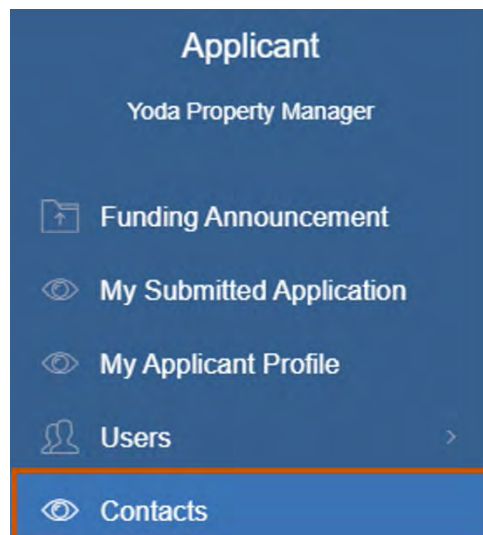 Applicant
Yoda Property Manager
Funding Announcement
My Submitted Application
My Applicant Profile
Users
Contacts